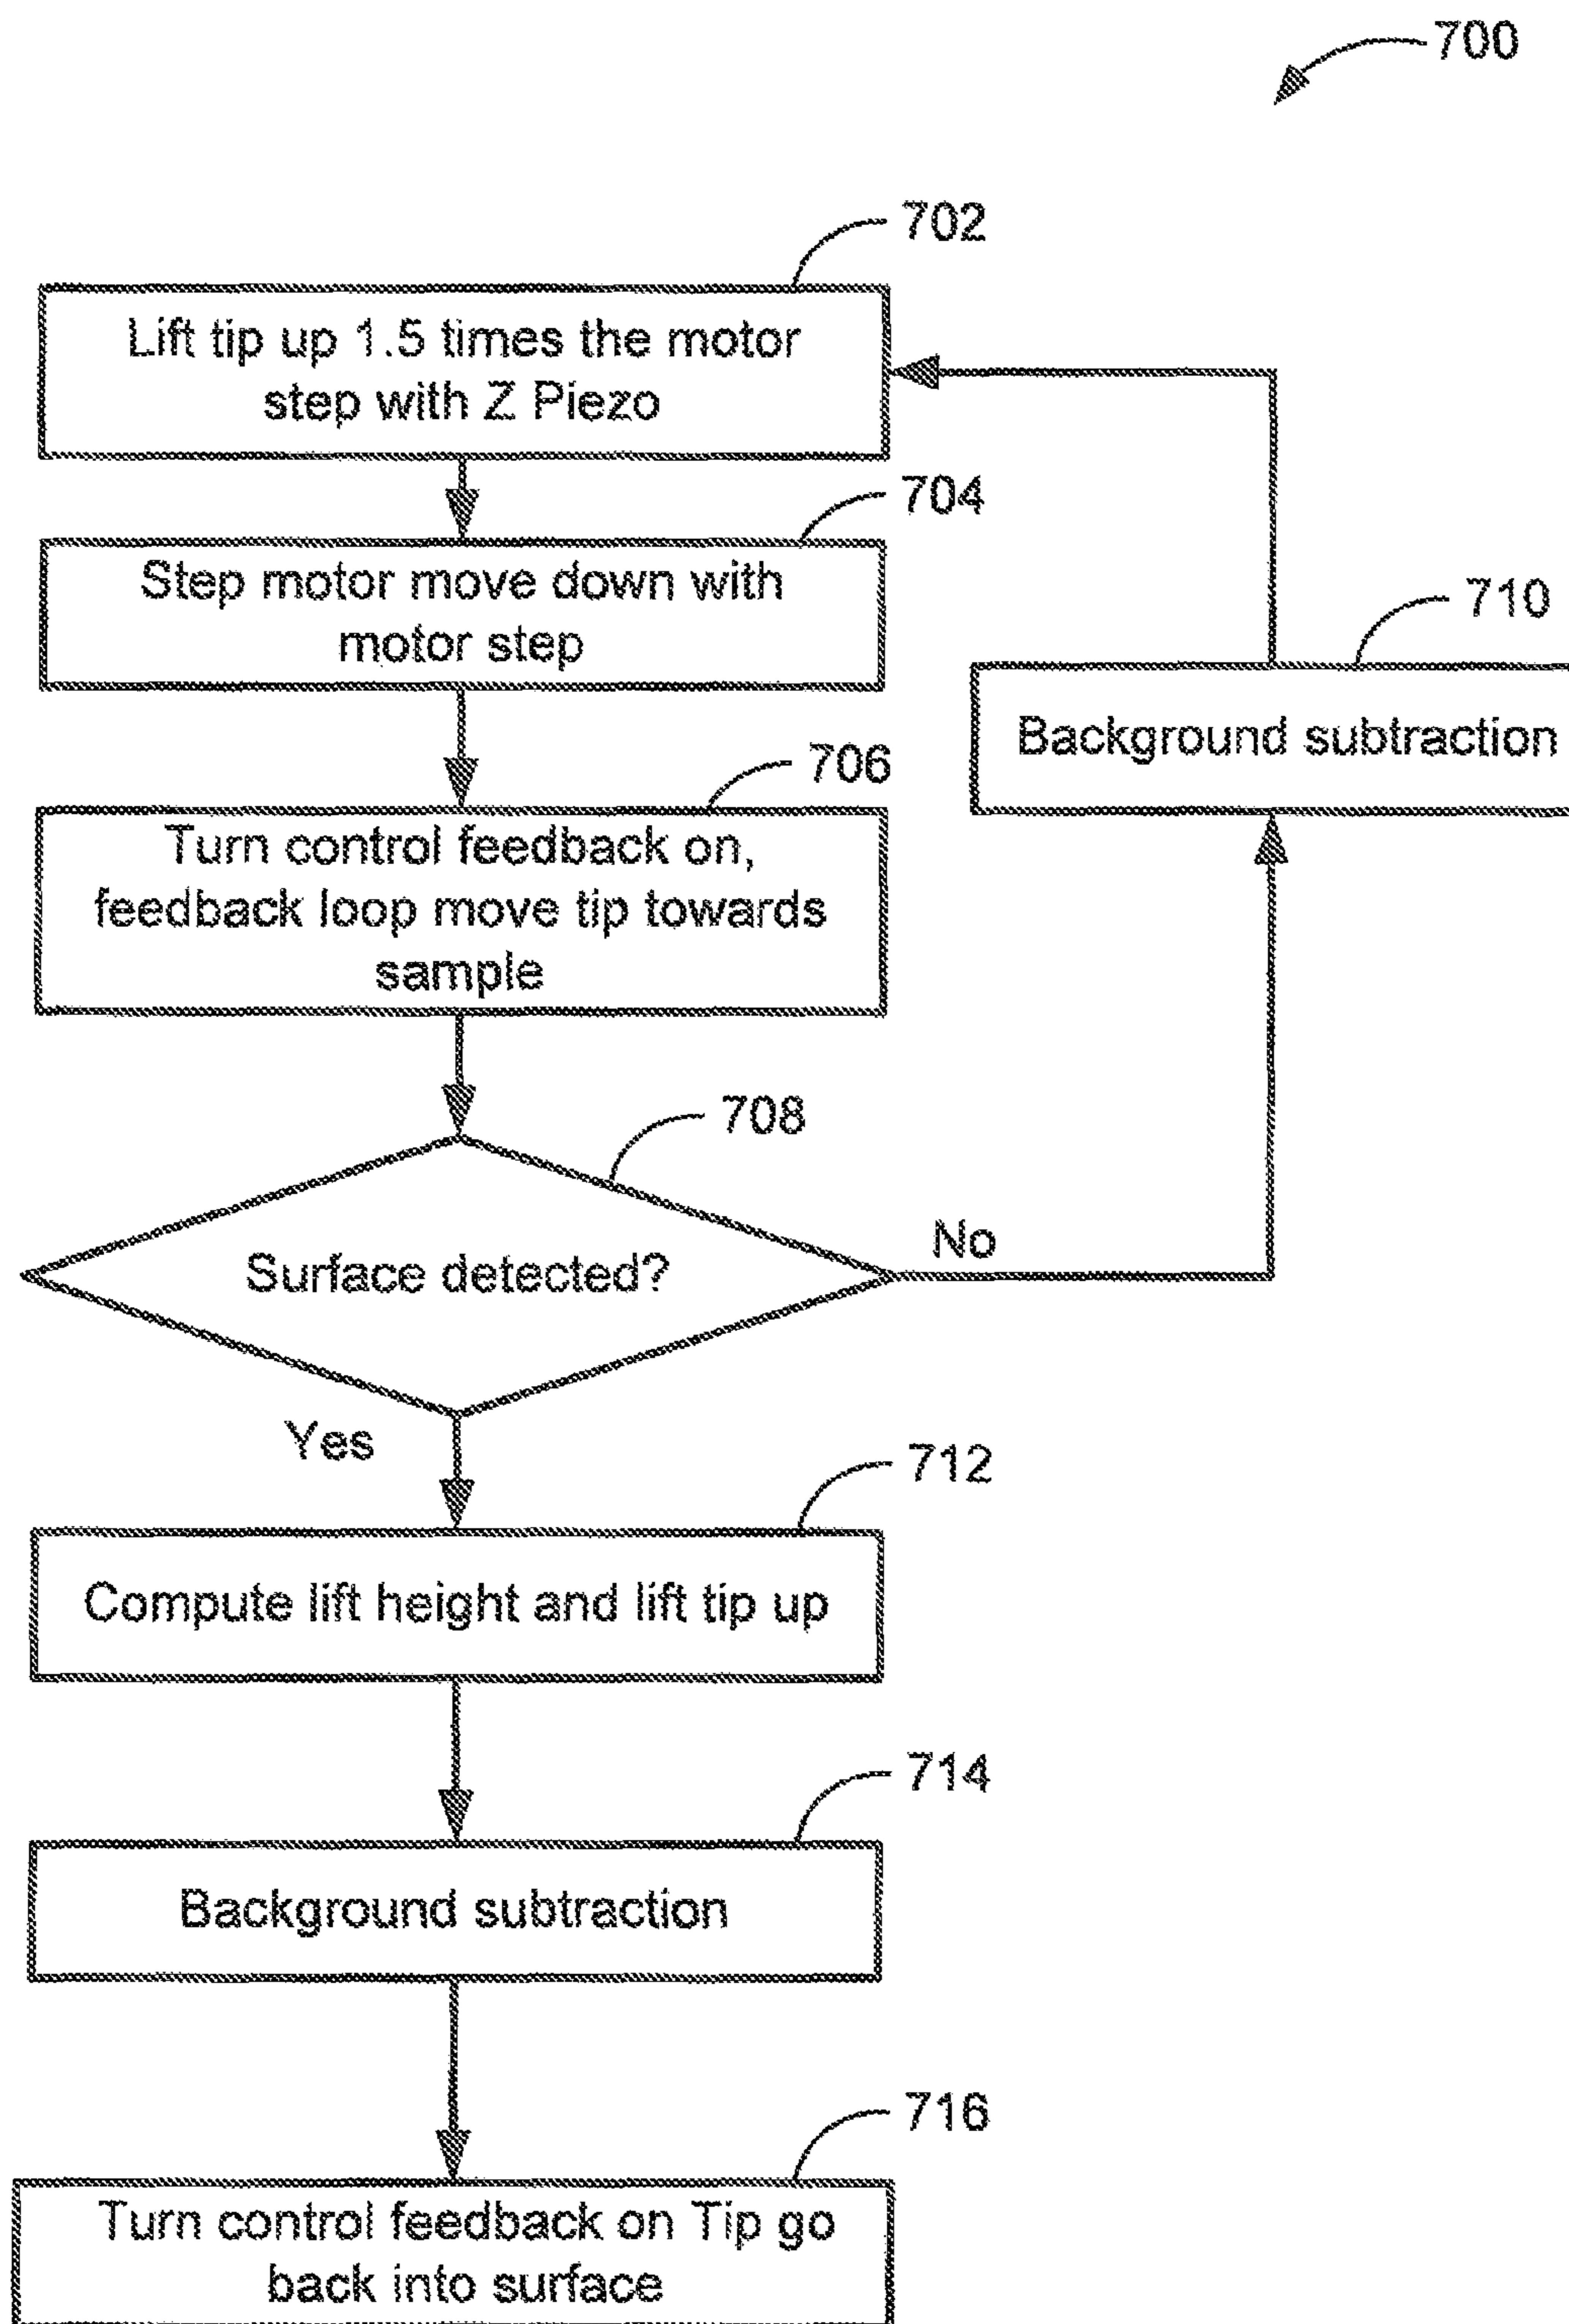 700
702
Lift tip up 1.5 times the motor
step with Z Piezo
704
Step motor move down with
motor step
710
Background subtraction
706
Turn control feedback on,
feedback loop move tip towards
sample
708
Surface detected?
No
Yes
712
Compute lift height and lift tip up
714
Background subtraction
716
Turn control feedback on Tip go
back into surface